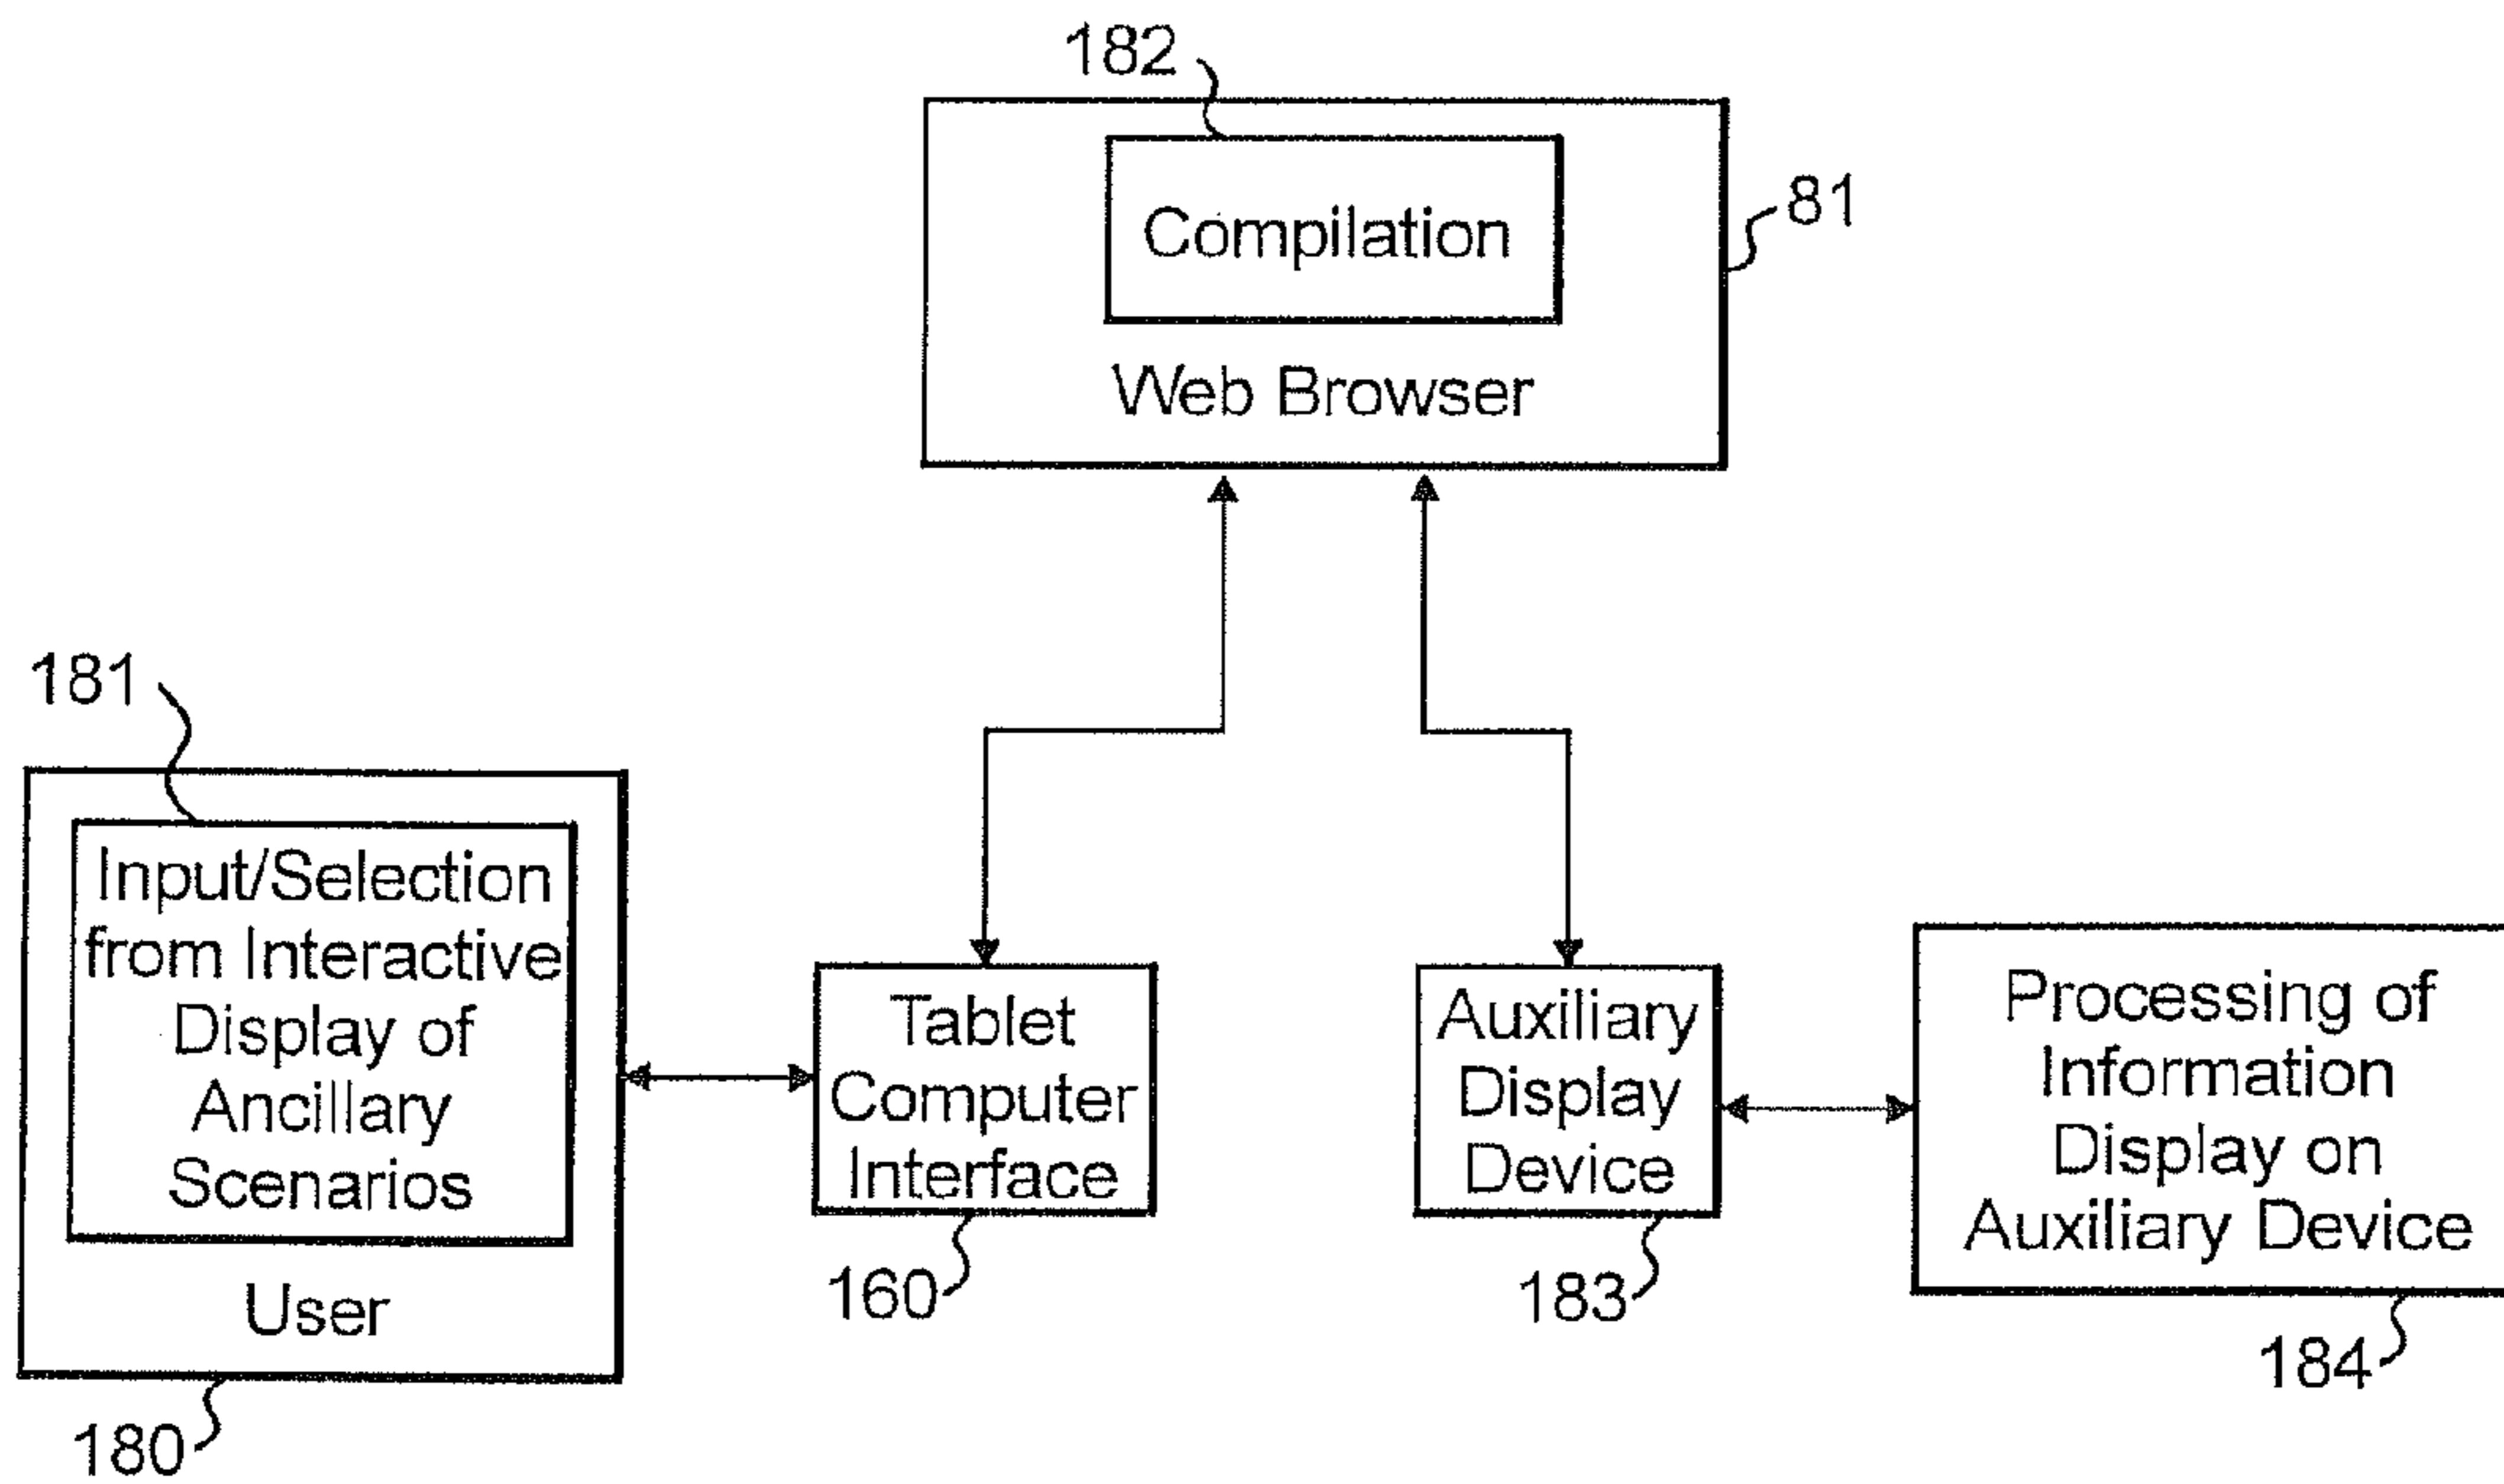 182
Compilation
81
Web Browser
181
Input/Selection
from Interactive
Display of
Ancillary
Scenarios
User
180
Tablet
Computer
Interface
160
Auxiliary
Display
Device
183
Processing of
Information
Display on
Auxiliary Device
184